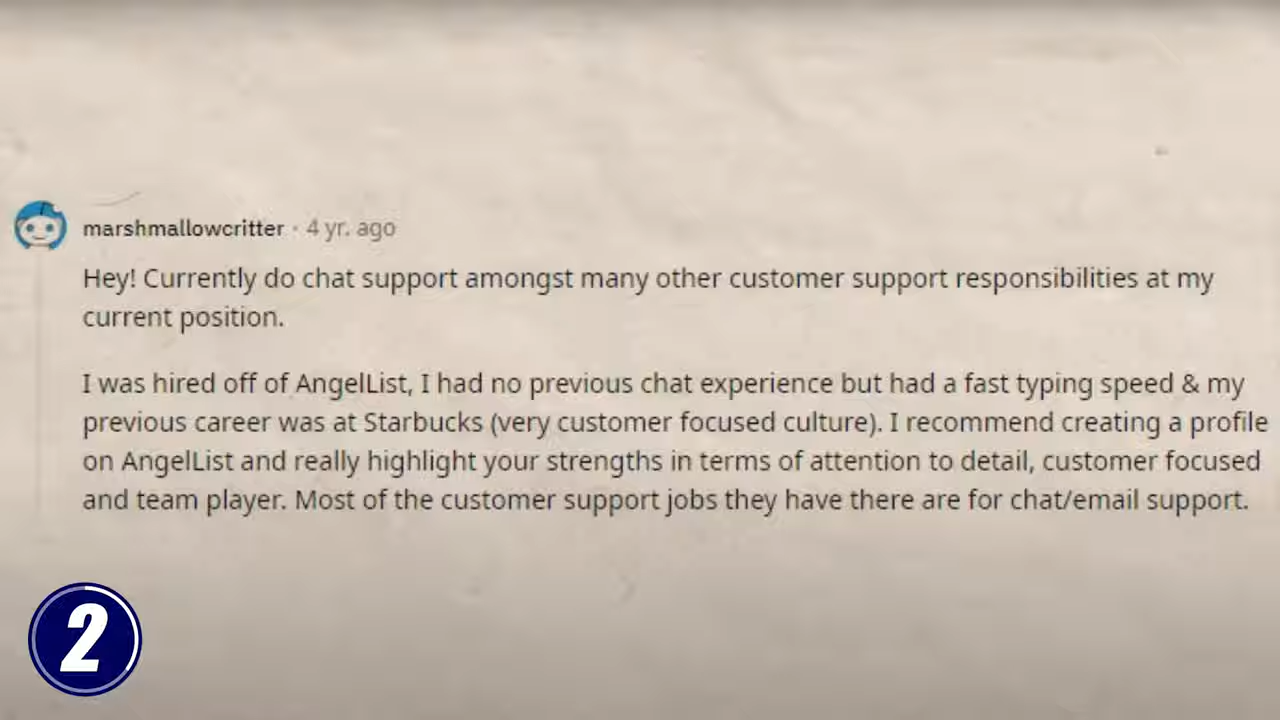 marshmallowcritter · 4 yr. ago
Hey! Currently do chat support amongst many other customer support responsibilities at my
current position.
I was hired off of AngelList, I had no previous chat experience but had a fast typing speed & my
previous career was at Starbucks (very customer focused culture). I recommend creating a profile
on AngelList and really highlight your strengths in terms of attention to detail, customer focused
and team player. Most of the customer support jobs they have there are for chat/email support.
2